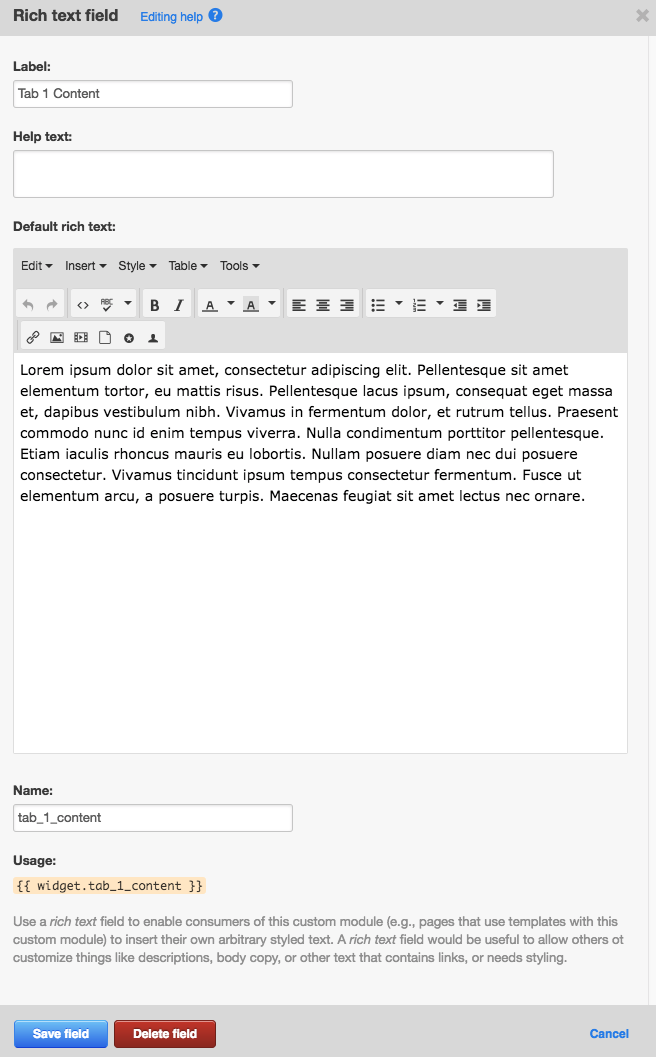 Rich text field Editing help ?
Label:
Tab 1 Content
Help text:
Default rich text:
Edit Insert Style Table Tools
ABC B I A A
Lorem ipsum dolor sit amet, consectetur adipiscing elit. Pellentesque sit amet
elementum tortor, eu mattis risus. Pellentesque lacus ipsum, consequat eget massa
et, dapibus vestibulum nibh. Vivamus in fermentum dolor, et rutrum tellus. Praesent
commodo nunc id enim tempus viverra. Nulla condimentum porttitor pellentesque.
Etiam iaculis rhoncus mauris eu lobortis. Nullam posuere diam nec dui posuere
consectetur. Vivamus tincidunt ipsum tempus consectetur fermentum. Fusce ut
elementum arcu, a posuere turpis. Maecenas feugiat sit amet lectus nec ornare.
Name:
tab_1_content
Usage:
{{ widget.tab_1_content }}
Use a rich text field to enable consumers of this custom module (e.g., pages that use templates with this
custom module) to insert their own arbitrary styled text. A rich text field would be useful to allow others ot
customize things like descriptions, body copy, or other text that contains links, or needs styling.
Save field Delete field Cancel